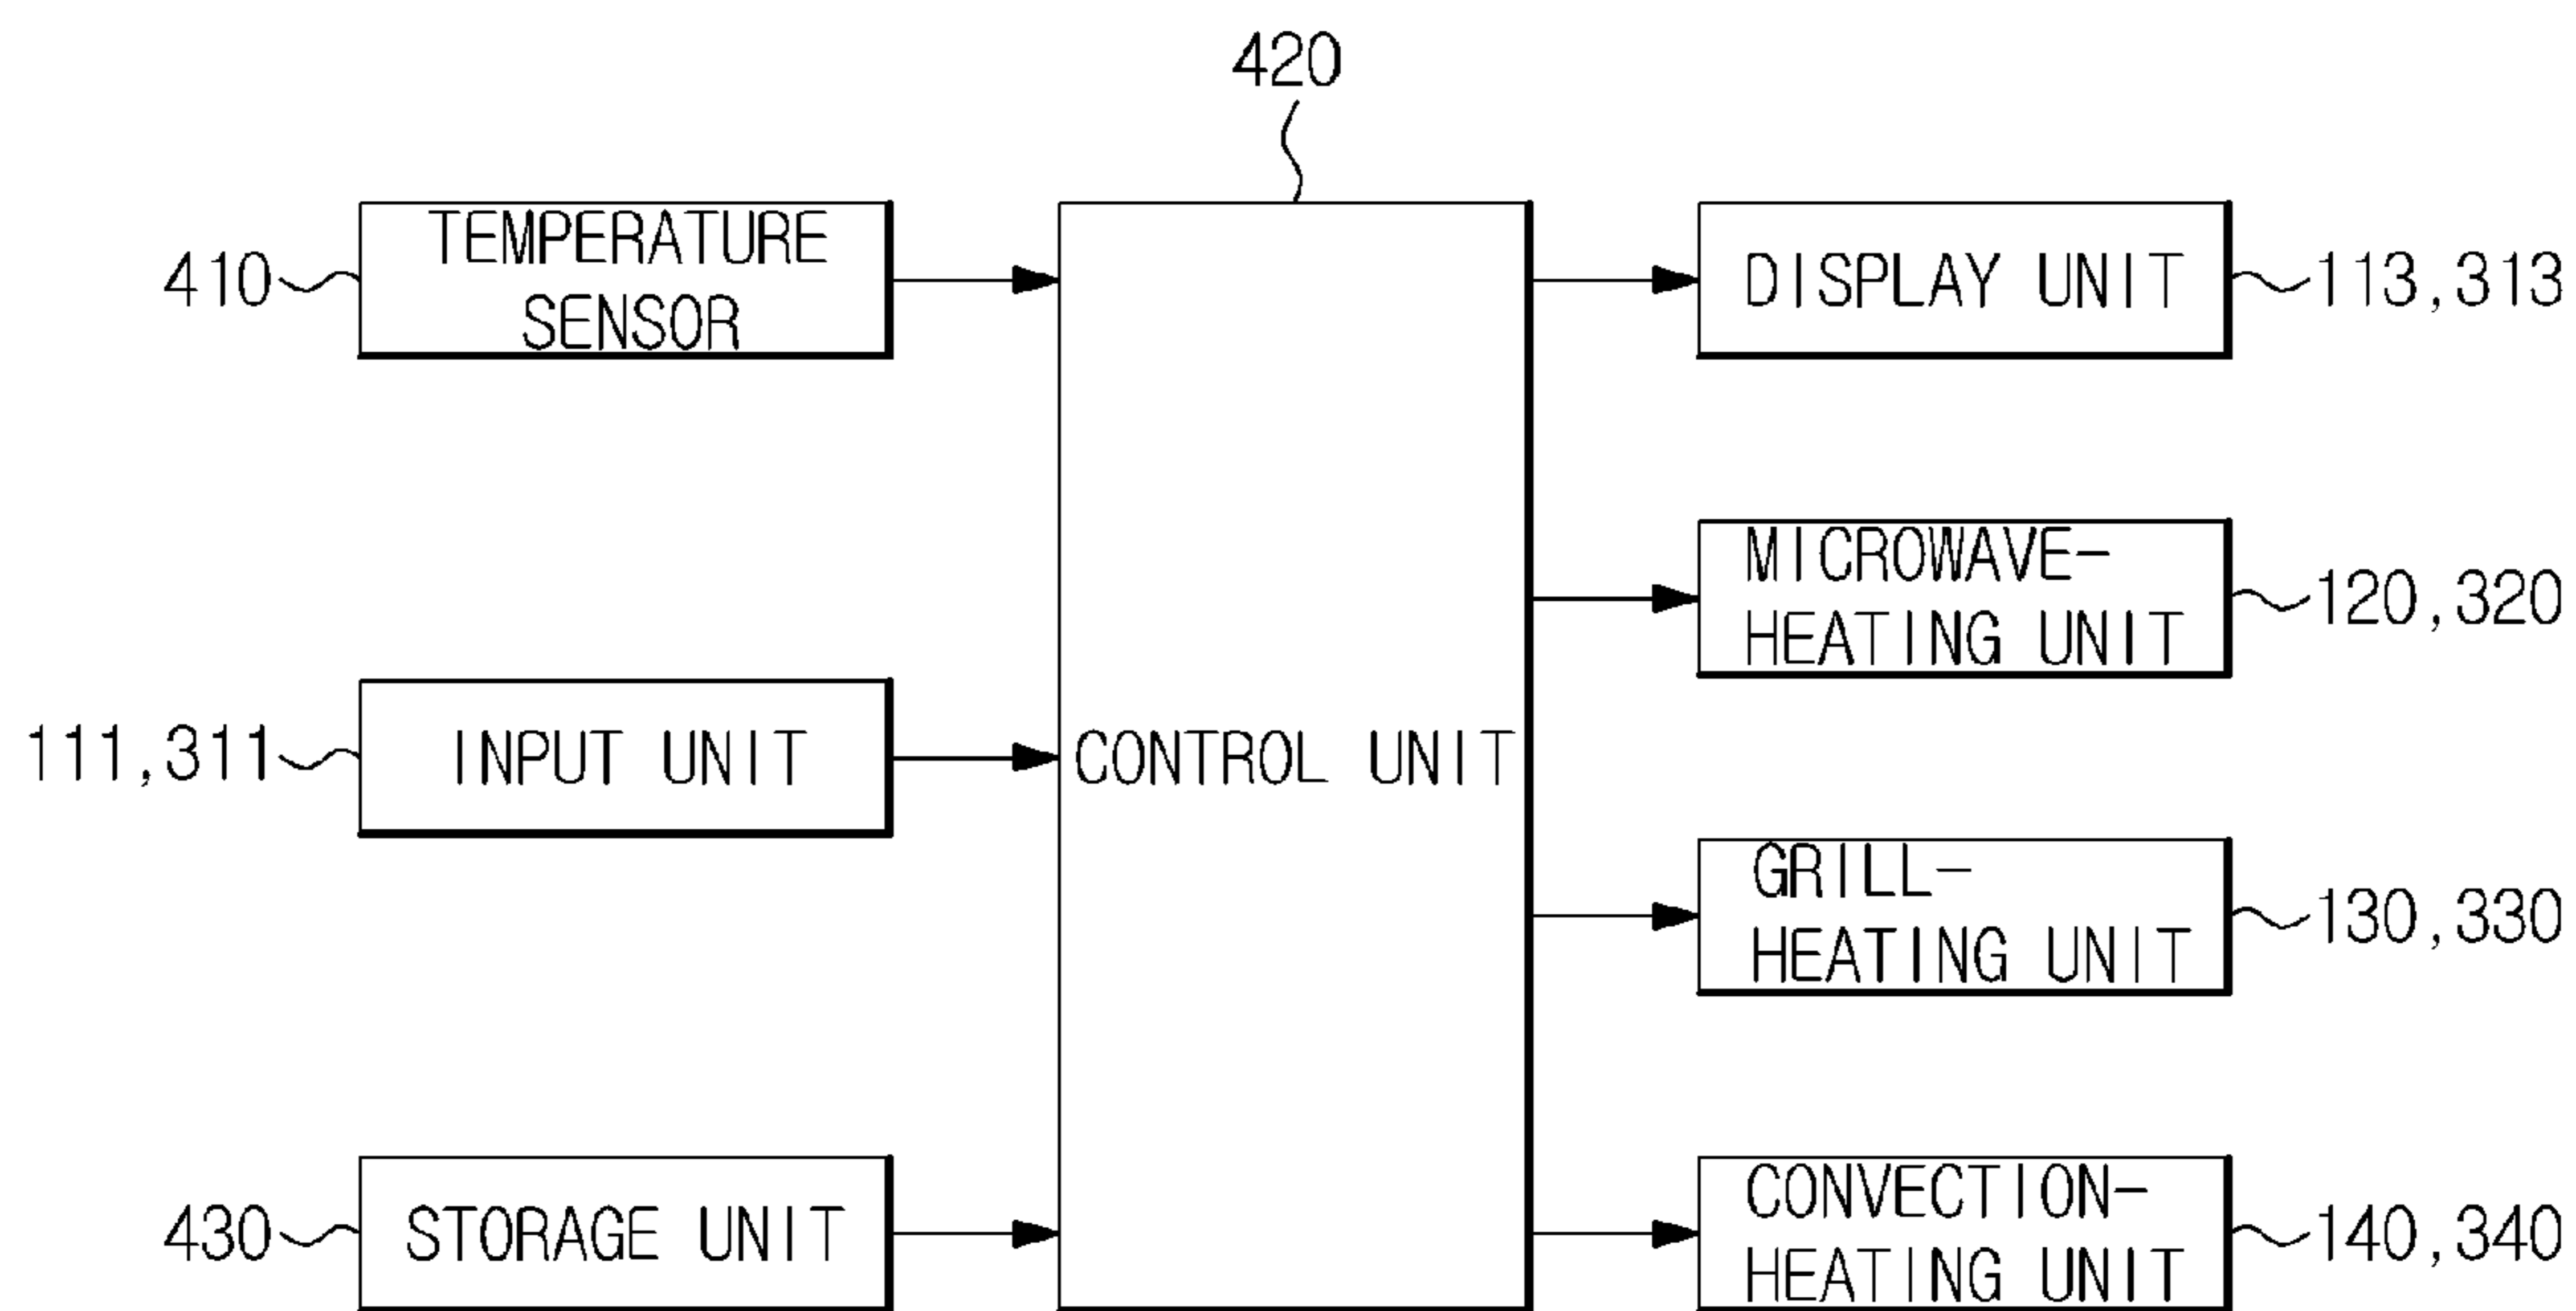 420
TEMPERATURE
SENSOR
410
DISPLAY UNIT
113,313
MICROWAVE-
HEATING UNIT
120,320
111,311
INPUT UNIT
CONTROL UNIT
GRILL-
HEATING UNIT
130,330
430
STORAGE UNIT
CONVECTION-
HEATING UNIT
140,340